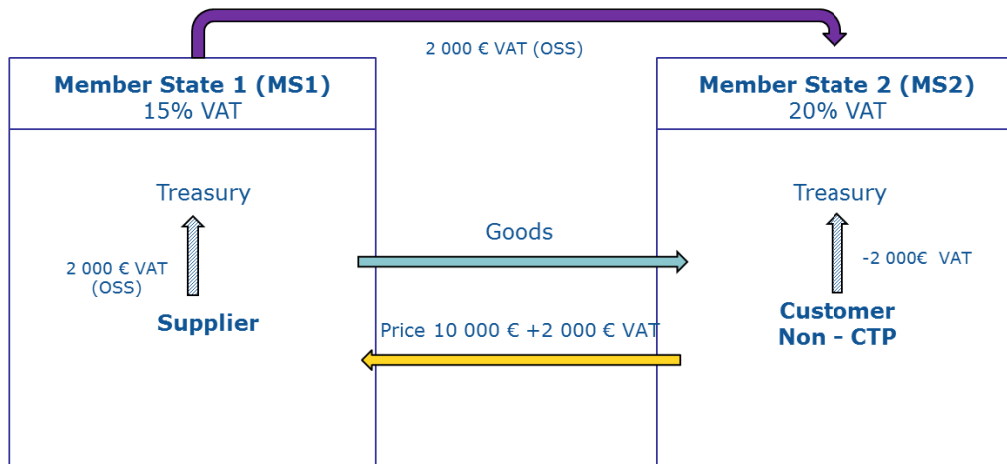 2 000 € VAT (OSS)
Member State 1 (MS1)
15% VAT
Member State 2 (MS2)
20% VAT
Treasury
Treasury
Goods
2 000 € VAT
(OSS)
-2 000€ VAT
Supplier
Customer
Non - CTP
Price 10 000 € +2 000 € VAT